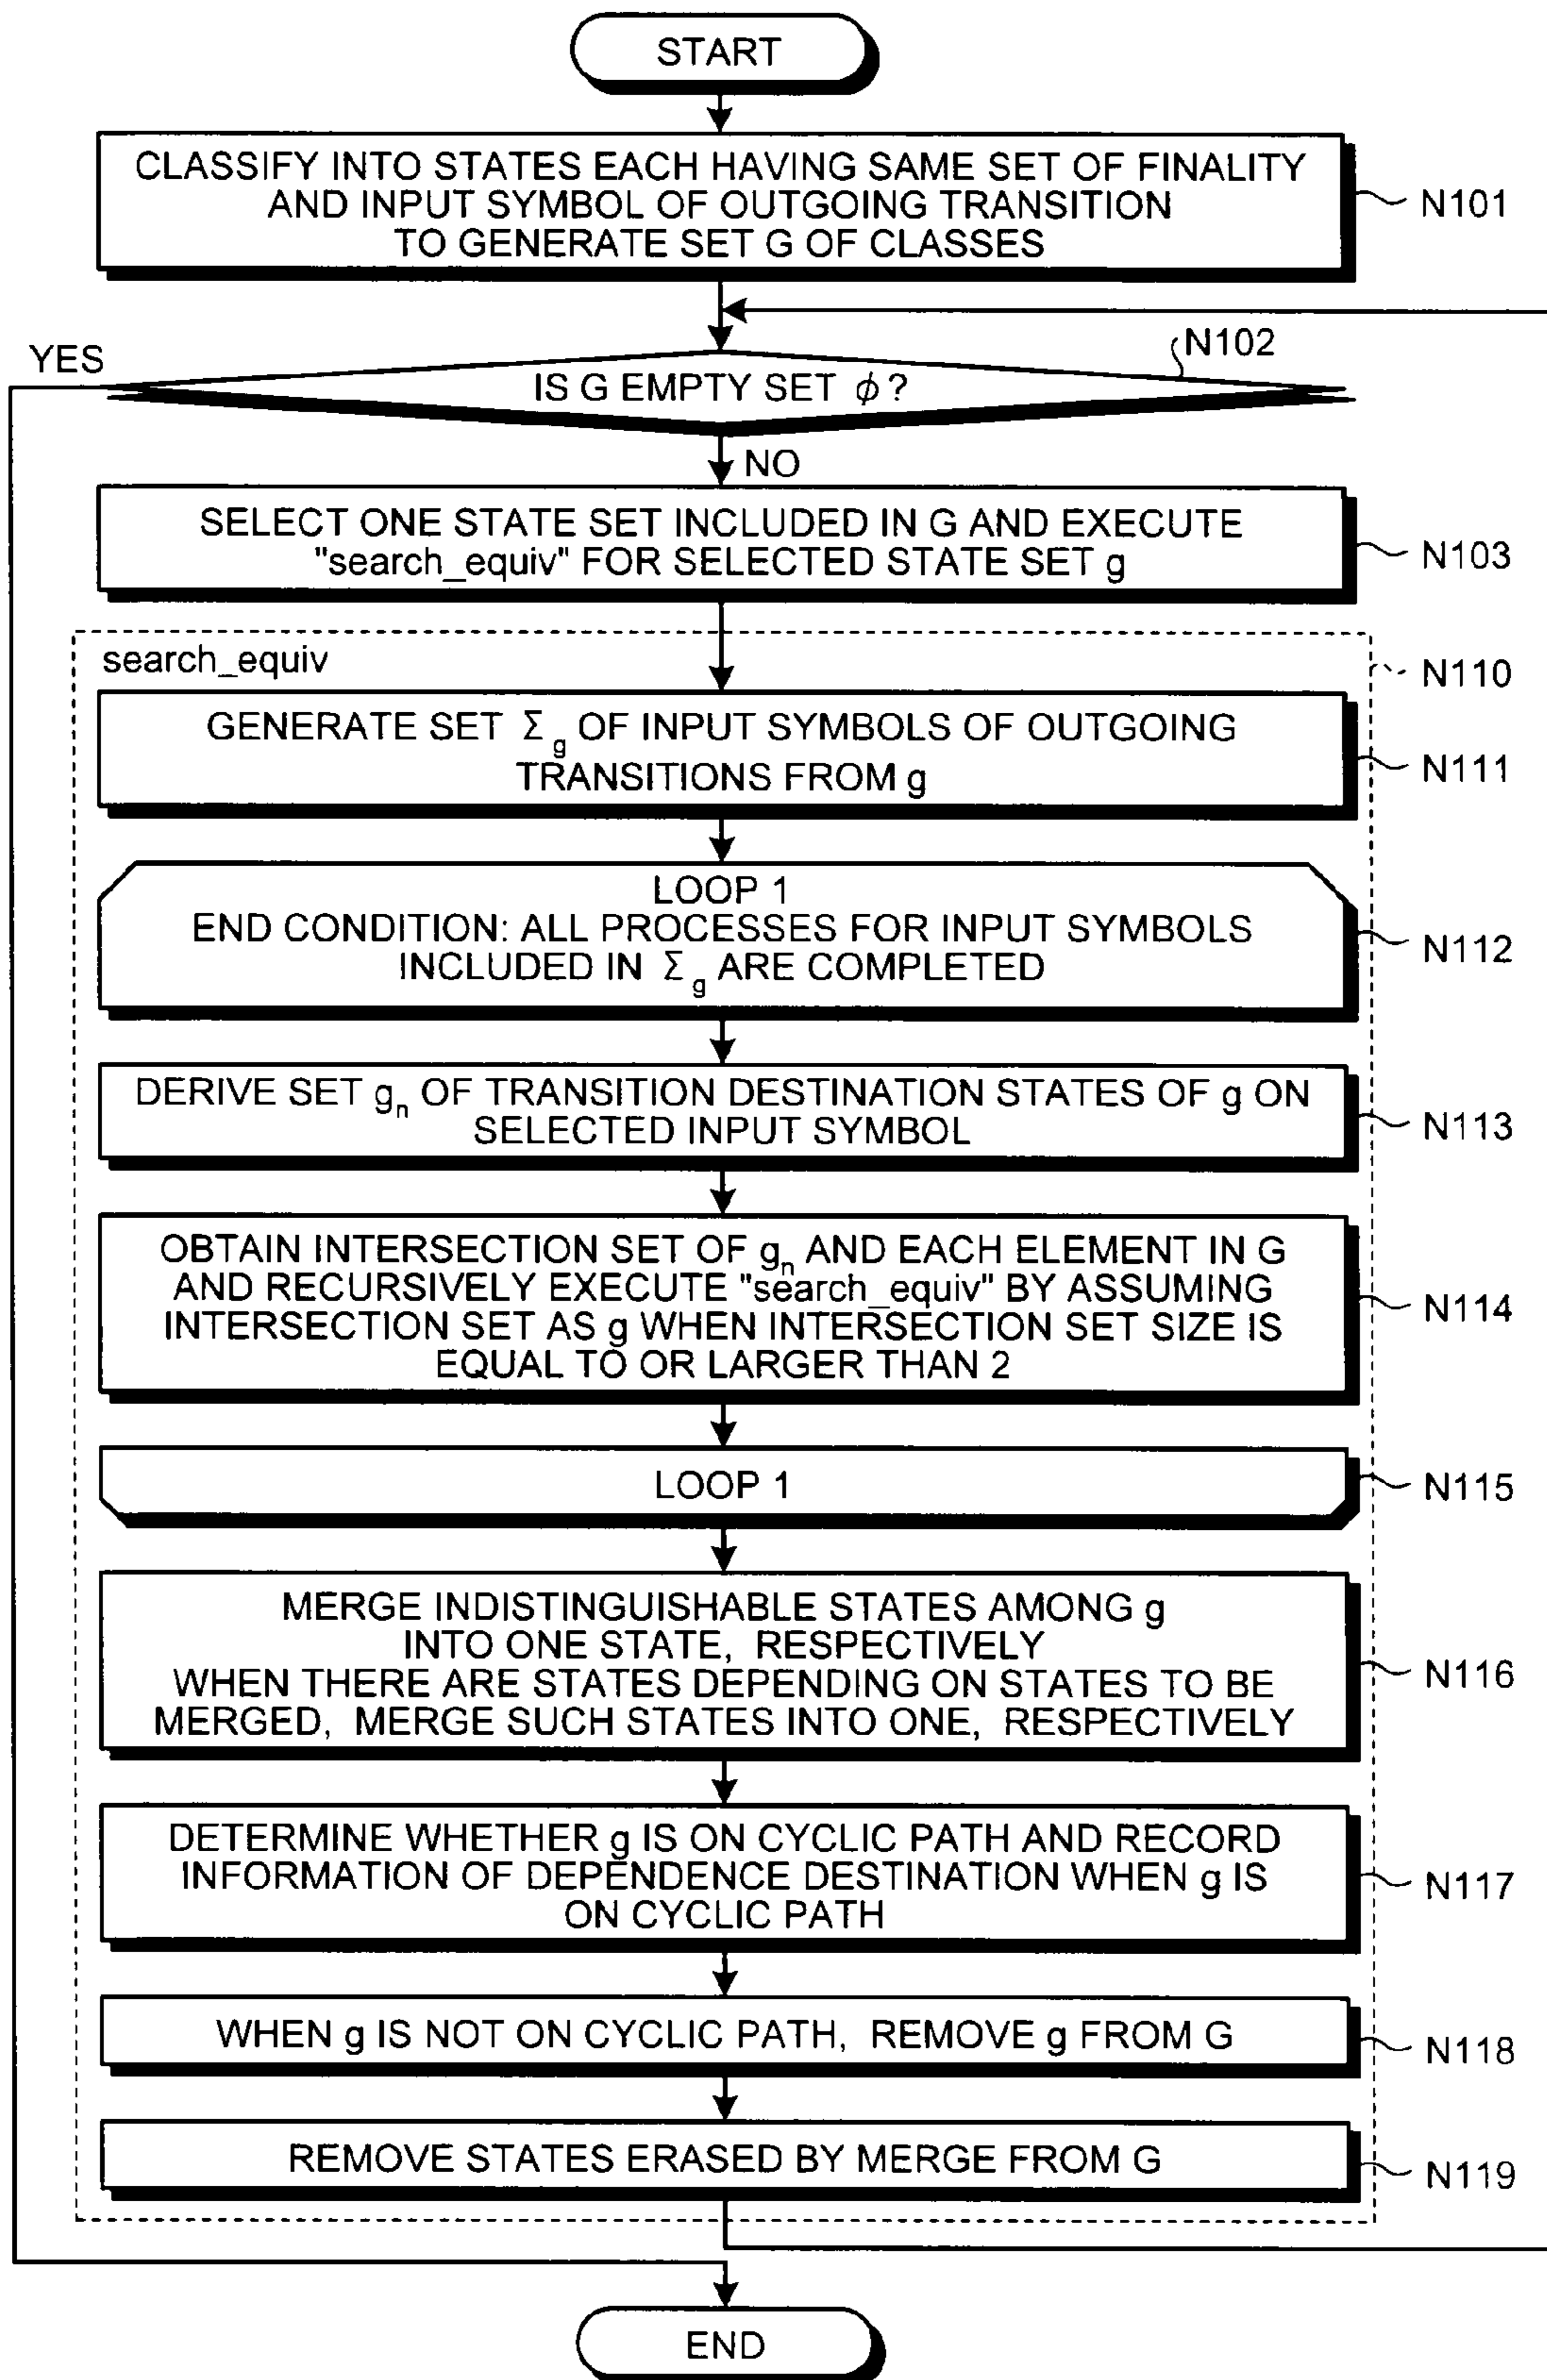 START
CLASSIFY INTO STATES EACH HAVING SAME SET OF FINALITY
AND INPUT SYMBOL OF OUTGOING TRANSITION
TO GENERATE SET G OF CLASSES
N101
YES
N102
IS G EMPTY SET ϕ?
NO
SELECT ONE STATE SET INCLUDED IN G AND EXECUTE
"search_equiv" FOR SELECTED STATE SET g
N103
search_equiv
N110
GENERATE SET Σg OF INPUT SYMBOLS OF OUTGOING
TRANSITIONS FROM g
N111
LOOP 1
END CONDITION: ALL PROCESSES FOR INPUT SYMBOLS
INCLUDED IN Σg ARE COMPLETED
N112
DERIVE SET gn OF TRANSITION DESTINATION STATES OF g ON
SELECTED INPUT SYMBOL
N113
OBTAIN INTERSECTION SET OF gn AND EACH ELEMENT IN G
AND RECURSIVELY EXECUTE "search_equiv" BY ASSUMING
INTERSECTION SET AS g WHEN INTERSECTION SET SIZE IS
EQUAL TO OR LARGER THAN 2
N114
LOOP 1
N115
MERGE INDISTINGUISHABLE STATES AMONG g
INTO ONE STATE, RESPECTIVELY
WHEN THERE ARE STATES DEPENDING ON STATES TO BE
MERGED, MERGE SUCH STATES INTO ONE, RESPECTIVELY
N116
DETERMINE WHETHER g IS ON CYCLIC PATH AND RECORD
INFORMATION OF DEPENDENCE DESTINATION WHEN g IS
ON CYCLIC PATH
N117
WHEN g IS NOT ON CYCLIC PATH, REMOVE g FROM G
N118
REMOVE STATES ERASED BY MERGE FROM G
N119
END